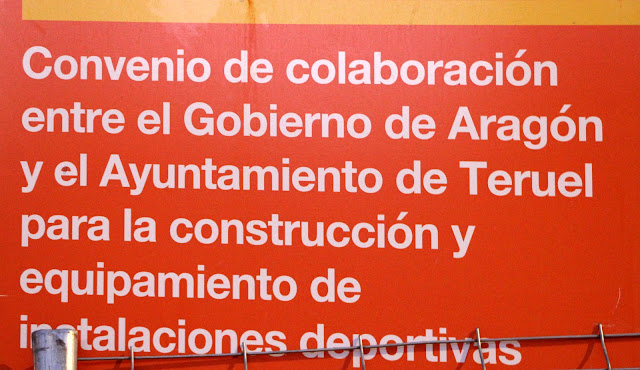 Convenio de colaboración
entre el Gobierno de Aragón
y el Ayuntamiento de Teruel
para la construcción y
equipamiento de
instalaciones deportivas